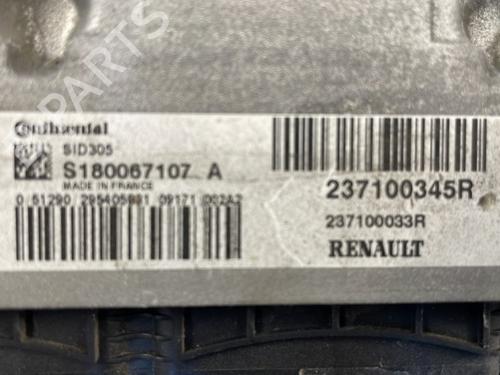 Continental
SID305
S180067107 A
MADE IN FRANCE
237100345R
237100033R
RENAULT